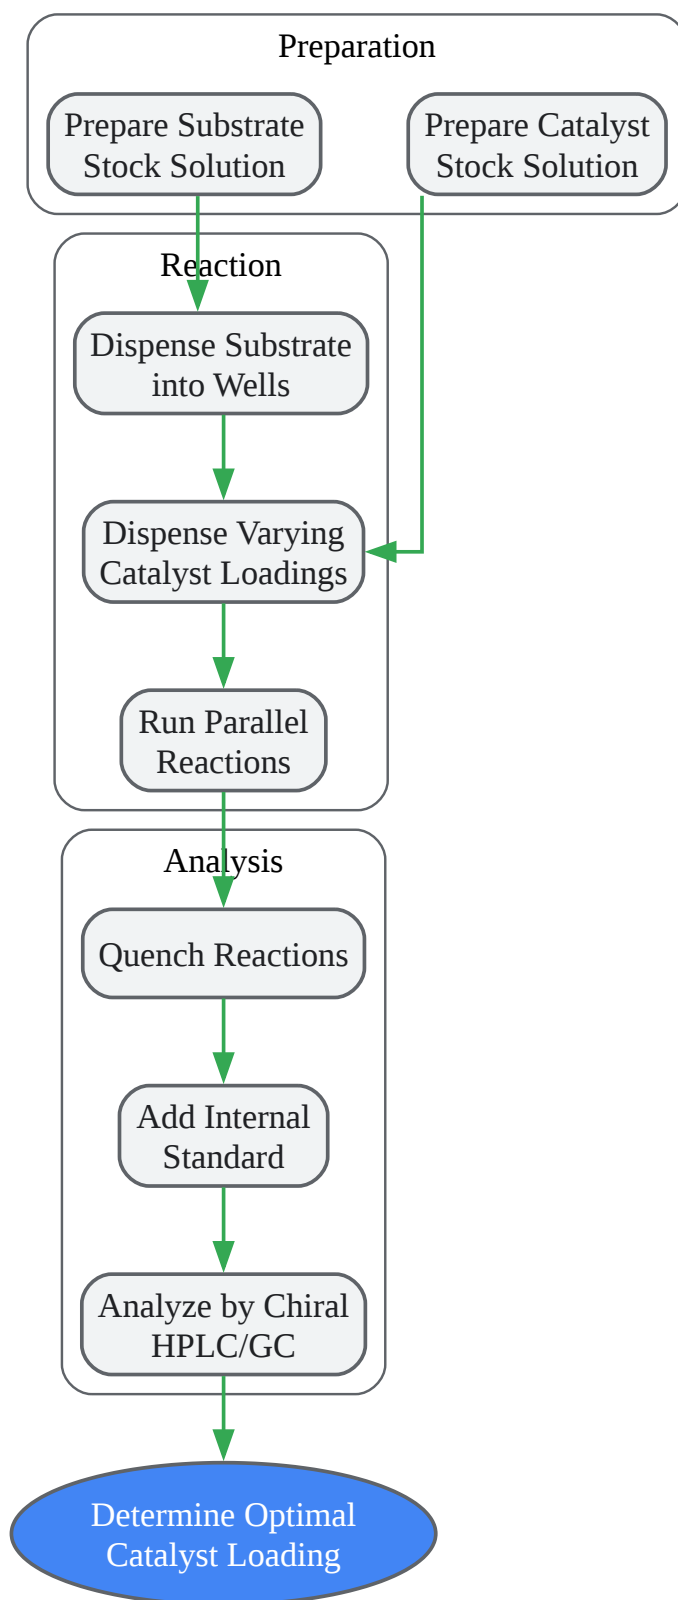 Preparation
Prepare Substrate
Stock Solution
Prepare Catalyst
Stock Solution
Reaction
Dispense Substrate
into Wells
Dispense Varying
Catalyst Loadings
Run Parallel
Reactions
Analysis
Quench Reactions
Add Internal
Standard
Analyze by Chiral
HPLC/GC
Determine Optimal
Catalyst Loading